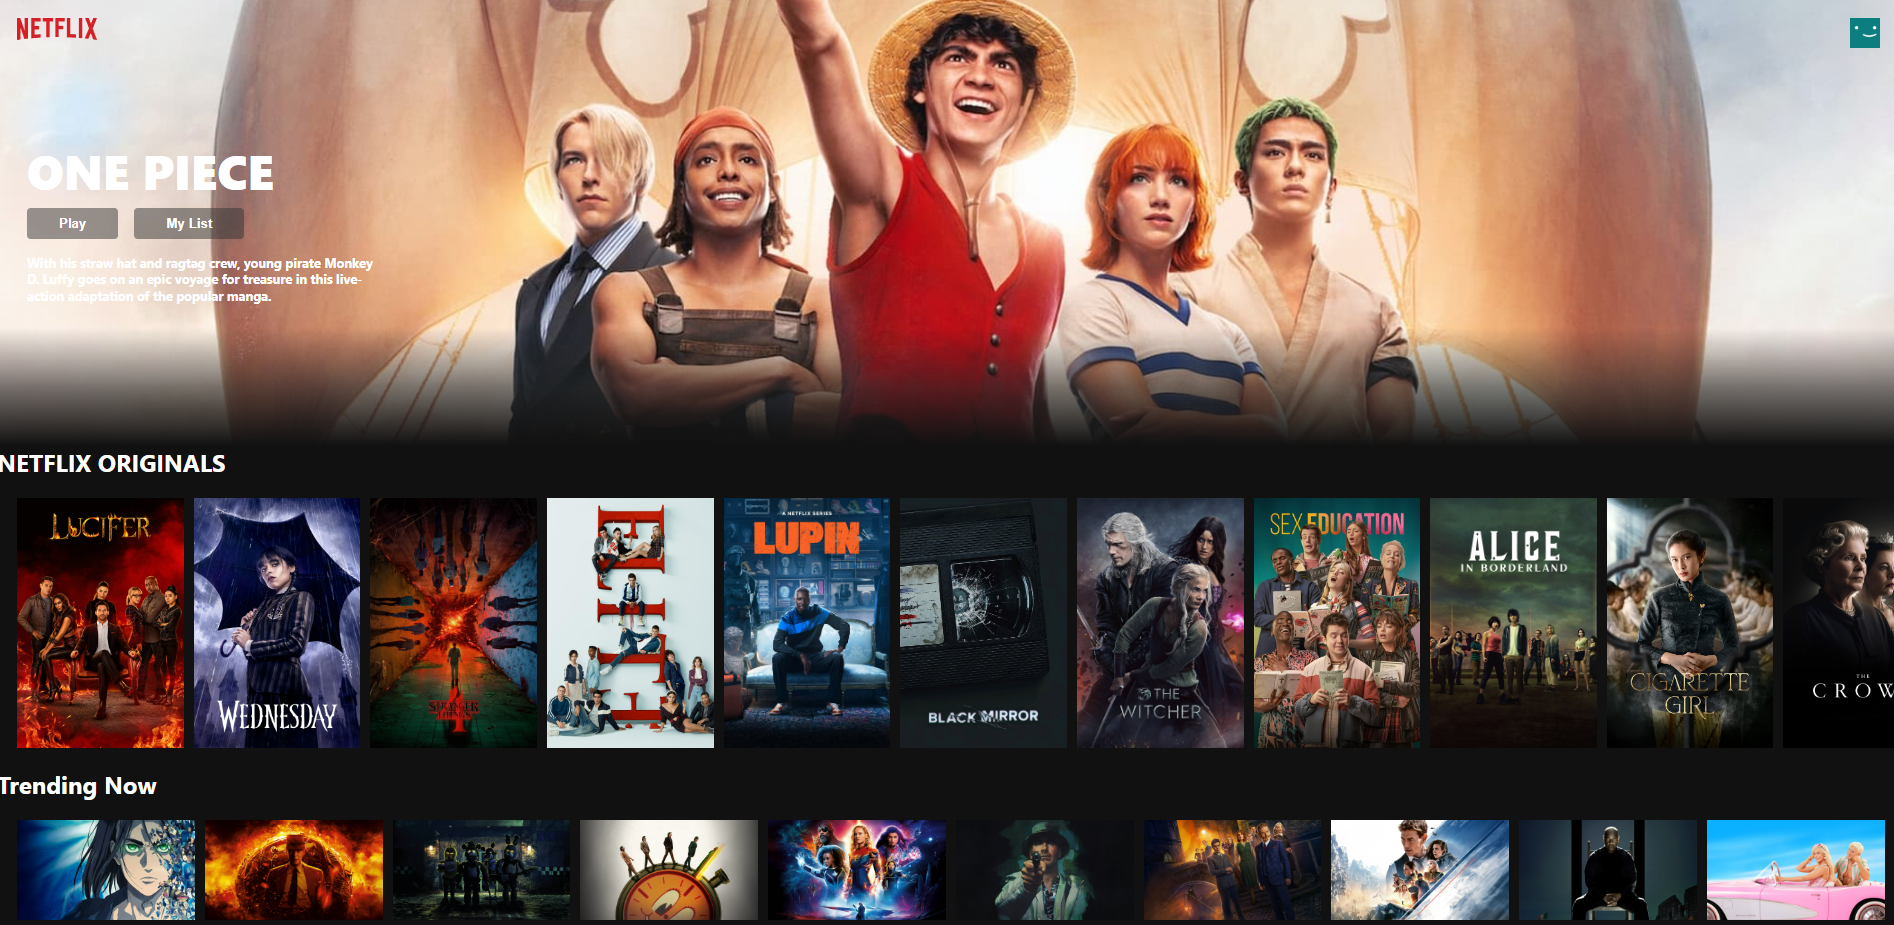 NETFLIX
ONE PIECE
Play
My List
With his straw hat and ragtag crew, young pirate Monkey
D. Luffy goes on an epic voyage for treasure in this live-
action adaptation of the popular manga.
NETFLIX ORIGINALS
LUCIFER
WEDNESDAY
STRANGER
THINGS
4
ELITE
A NETFLIX SERIES
LUPIN
BLACK MIRROR
THE
WITCHER
SEX EDUCATION
ALICE
IN BORDERLAND
CIGARETTE
GIRL
THE
CROW
Trending Now